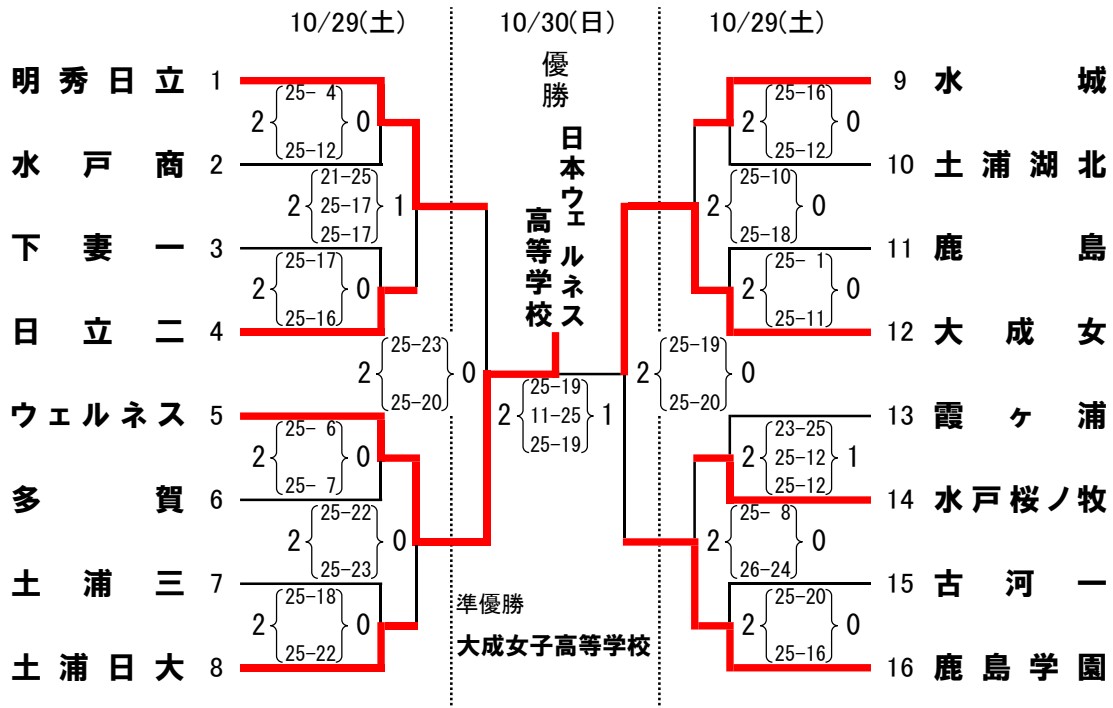 10/29(土) 10/30(日) 10/29(土)
優勝
日本ウェルネス
高等学校
明秀日立 1
25- 4
2 0
25-12
水戸商 2
21-25
2 25-17 1
25-17
下妻一 3
25-17
2 0
25-16
日立二 4
25-23
2 0
25-20
ウェルネス 5
25- 6
2 0
25- 7
多賀 6
25-22
2 0
25-23
土浦三 7
25-18
2 0
25-22
土浦日大 8
25-19
2 11-25 1
25-19
準優勝
大成女子高等学校
9 水城
25-16
2 0
25-12
10 土浦湖北
25-10
2 0
25-18
11 鹿島
25- 1
2 0
25-11
12 大成女
25-19
2 0
25-20
13 霞ヶ浦
23-25
2 25-12 1
25-12
14 水戸桜ノ牧
25- 8
2 0
26-24
15 古河一
25-20
2 0
25-16
16 鹿島学園